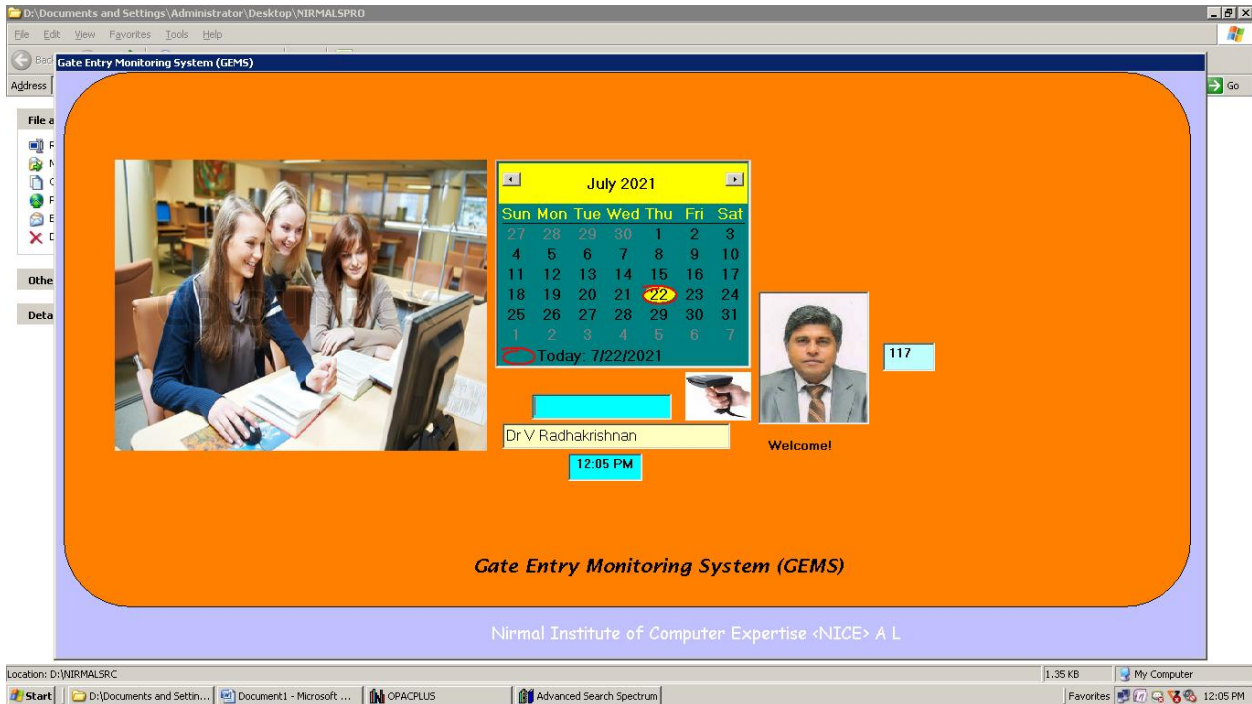 D:\Documents and Settings\Administrator\Desktop\NIRMALSPRO
File Edit View Favorites Tools Help
Gate Entry Monitoring System (GEMS)
Address
Go
File a
Othe
Deta
July 2021
Sun Mon Tue Wed Thu Fri Sat
27 28 29 30 1 2 3
4 5 6 7 8 9 10
11 12 13 14 15 16 17
18 19 20 21 22 23 24
25 26 27 28 29 30 31
1 2 3 4 5 6 7
Today: 7/22/2021
117
Dr V Radhakrishnan
Welcome!
12:05 PM
Gate Entry Monitoring System (GEMS)
Nirmal Institute of Computer Expertise <NICE> A L
Location: D:\NIRMALSRC
1.35 KB
My Computer
Start
D:\Documents and Settin...
Document1 - Microsoft ...
OPACPLUS
Advanced Search Spectrum
Favorites
12:05 PM